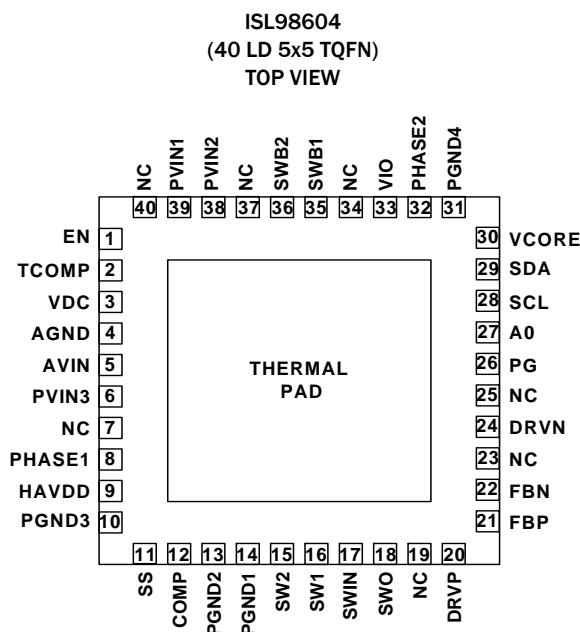 ISL98604
(40 LD 5x5 TQFN)
TOP VIEW
NC
PVIN1
PVIN2
NC
SWB2
SWB1
NC
VIO
PHASE2
PGND4
40 39 38 37 36 35 34 33 32 31
EN 1
TCOMP 2
VDC 3
AGND 4
AVIN 5
PVIN3 6
NC 7
PHASE1 8
HAVDD 9
PGND3 10
THERMAL
PAD
30 VCORE
29 SDA
28 SCL
27 A0
26 PG
25 NC
24 DRVN
23 NC
22 FBN
21 FBP
11 12 13 14 15 16 17 18 19 20
SS
COMP
PGND2
PGND1
SW2
SW1
SWIN
SWO
NC
DRVP